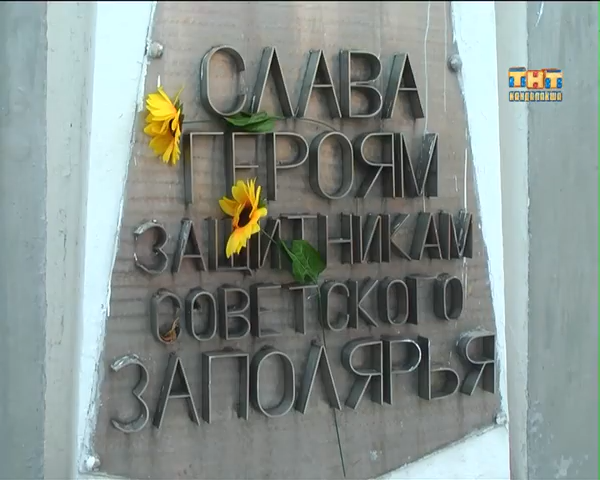 СЛАВА
ГЕРОЯМ
ЗАЩИТНИКАМ
СОВЕТСКОГО
ЗАПОЛЯРЬЯ
ТНТ